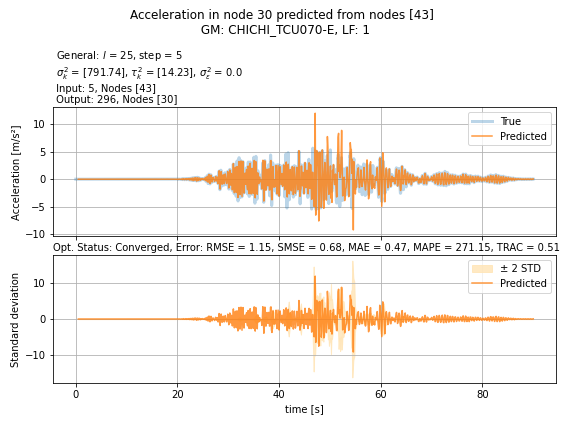 Acceleration in node 30 predicted from nodes [43]
GM: CHICHI_TCU070-E, LF: 1
General: l = 25, step = 5
σ²ₖ = [791.74], τ²ₖ = [14.23], σ²ε = 0.0
Input: 5, Nodes [43]
Output: 296, Nodes [30]
Acceleration [m/s²]
10
5
0
−5
−10
True
Predicted
Opt. Status: Converged, Error: RMSE = 1.15, SMSE = 0.68, MAE = 0.47, MAPE = 271.15, TRAC = 0.51
Standard deviation
10
0
−10
± 2 STD
Predicted
0 20 40 60 80
time [s]